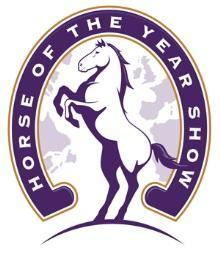 HORSE OF THE YEAR SHOW